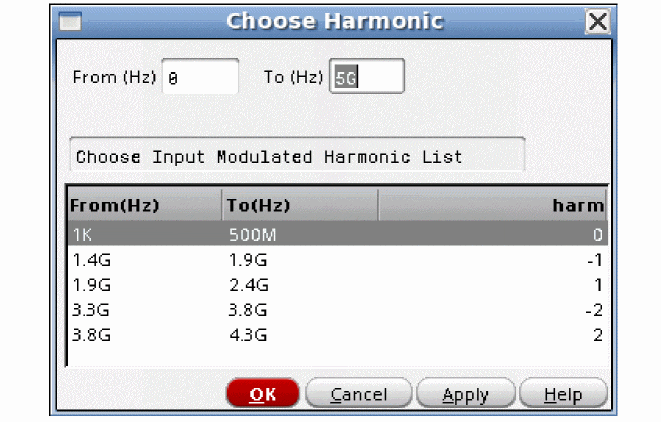 Choose Harmonic
From (Hz) 0 To (Hz) 5G
Choose Input Modulated Harmonic List
From(Hz) To(Hz) harm
1K 500M 0
1.4G 1.9G -1
1.9G 2.4G 1
3.3G 3.8G -2
3.8G 4.3G 2
OK Cancel Apply Help